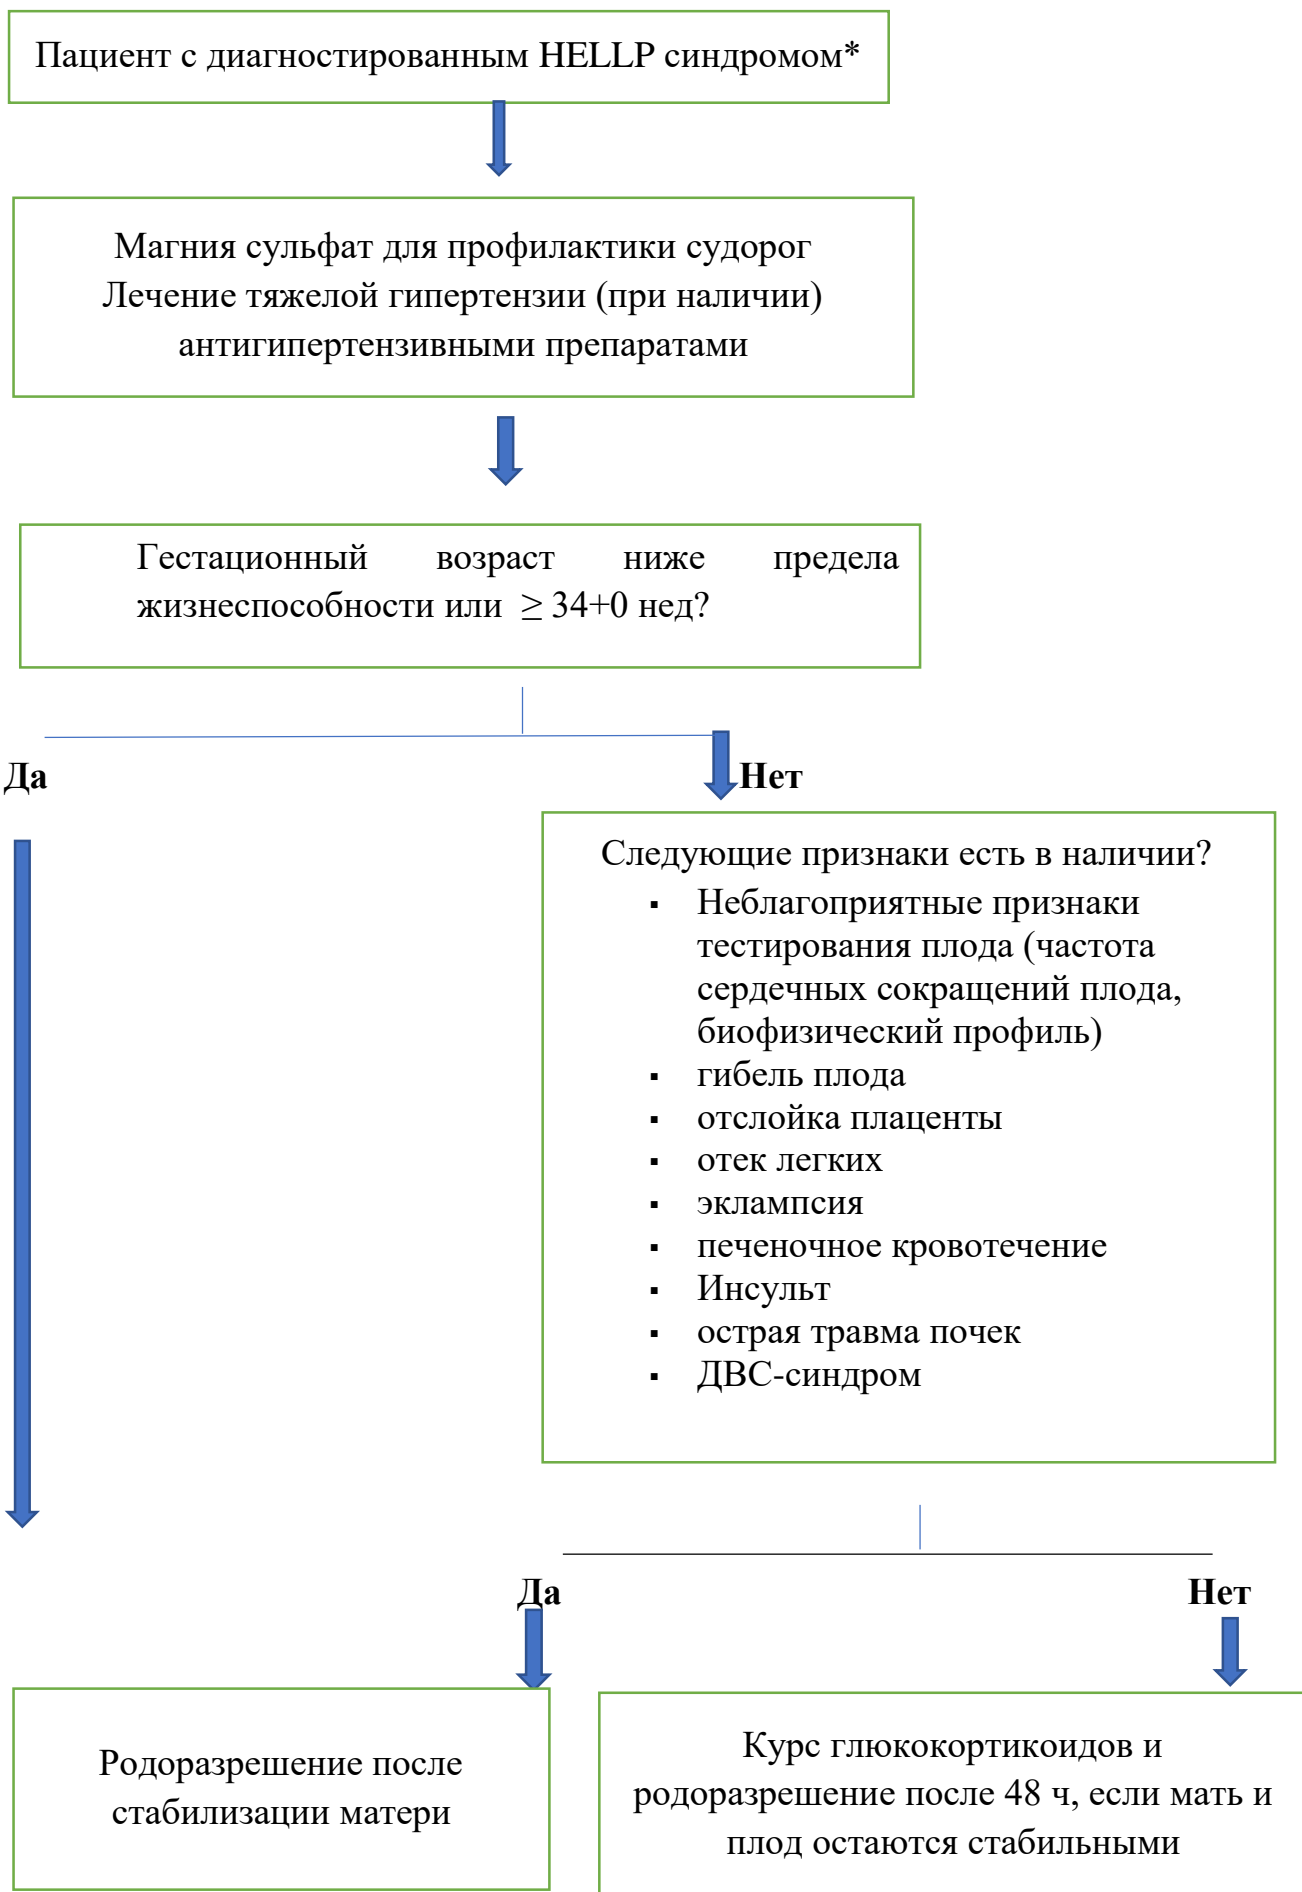 Пациент с диагностированным HELLP синдромом*
Магния сульфат для профилактики судорог
Лечение тяжелой гипертензии (при наличии)
антигипертензивными препаратами
Гестационный возраст ниже предела
жизнеспособности или ≥ 34+0 нед?
Да
Нет
Следующие признаки есть в наличии?
▪ Неблагоприятные признаки
тестирования плода (частота
сердечных сокращений плода,
биофизический профиль)
▪ гибель плода
▪ отслойка плаценты
▪ отек легких
▪ эклампсия
▪ печеночное кровотечение
▪ Инсульт
▪ острая травма почек
▪ ДВС-синдром
Да
Нет
Родоразрешение после
стабилизации матери
Курс глюкокортикоидов и
родоразрешение после 48 ч, если мать и
плод остаются стабильными